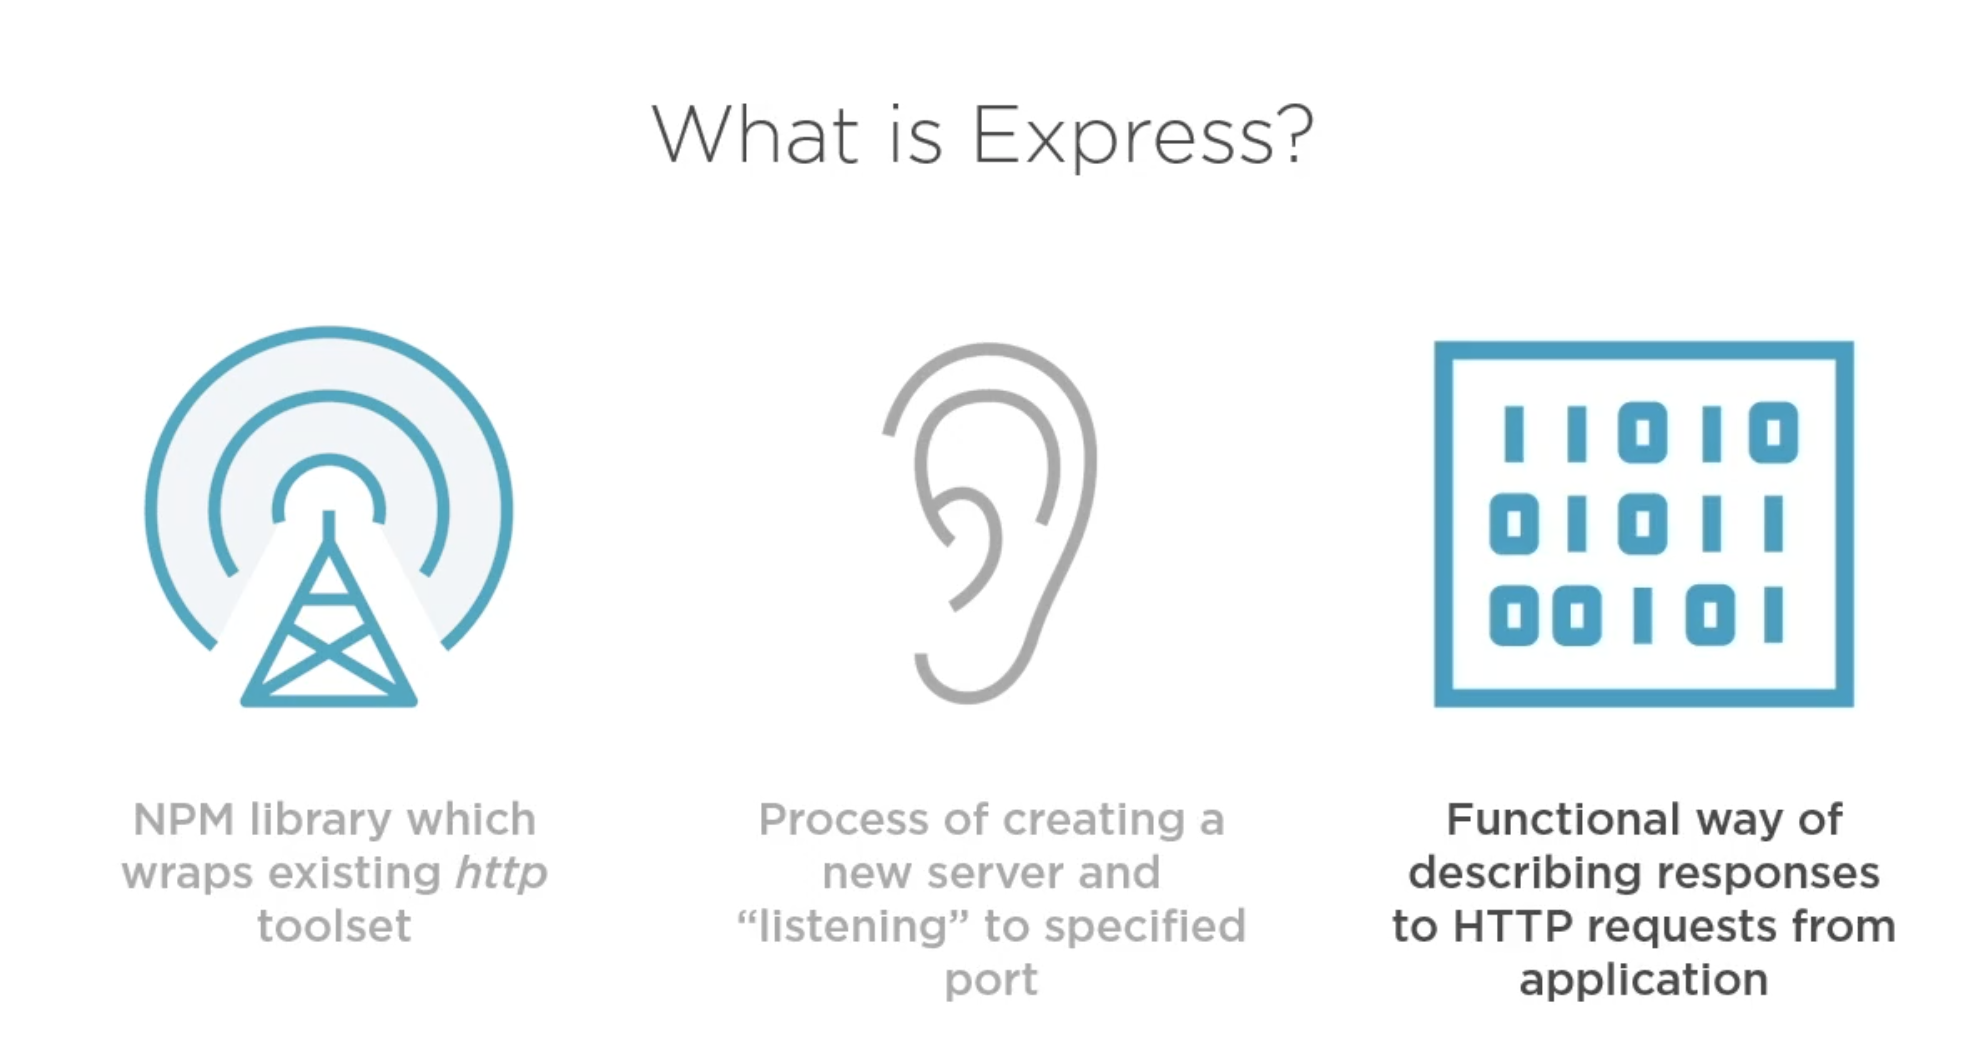 What is Express?
11010
01011
00101
NPM library which
wraps existing http
toolset
Process of creating a
new server and
“listening” to specified
port
Functional way of
describing responses
to HTTP requests from
application